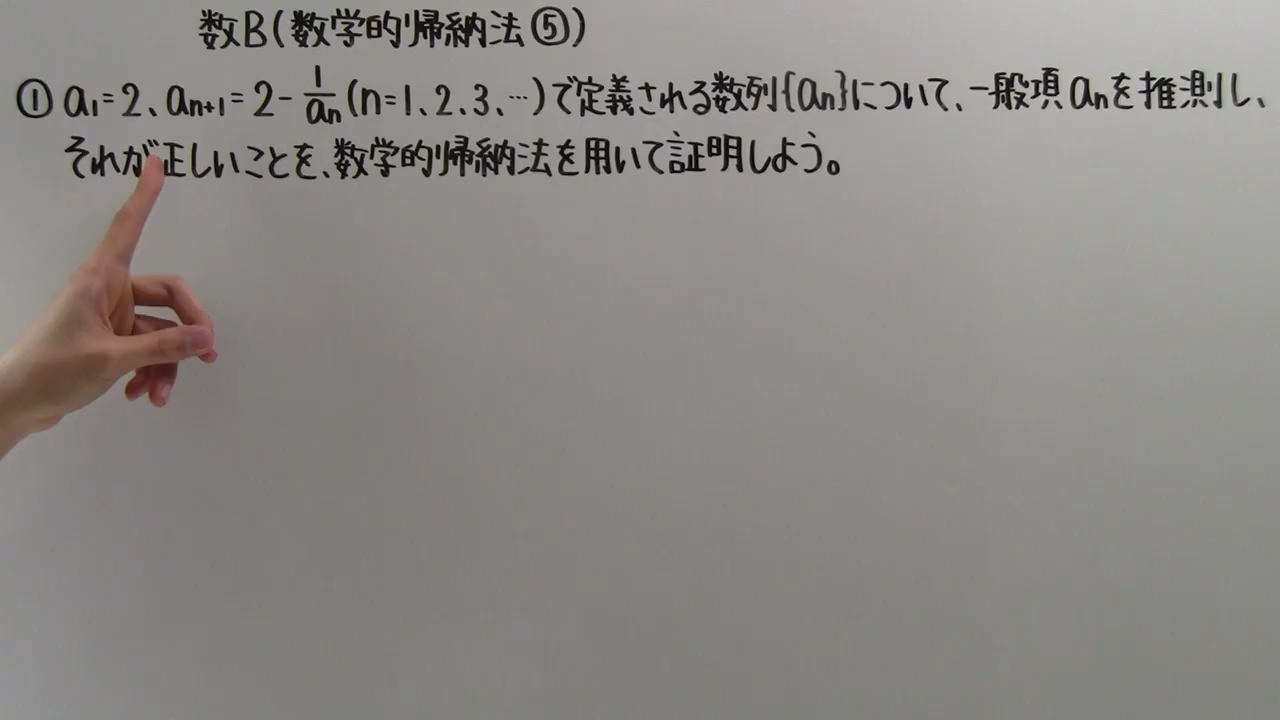 数B(数学的帰納法⑤)
① a₁=2、aₙ₊₁=2-1/aₙ(n=1、2、3、…)で定義される数列{aₙ}について、一般項aₙを推測し、
それが正しいことを、数学的帰納法を用いて証明しよう。